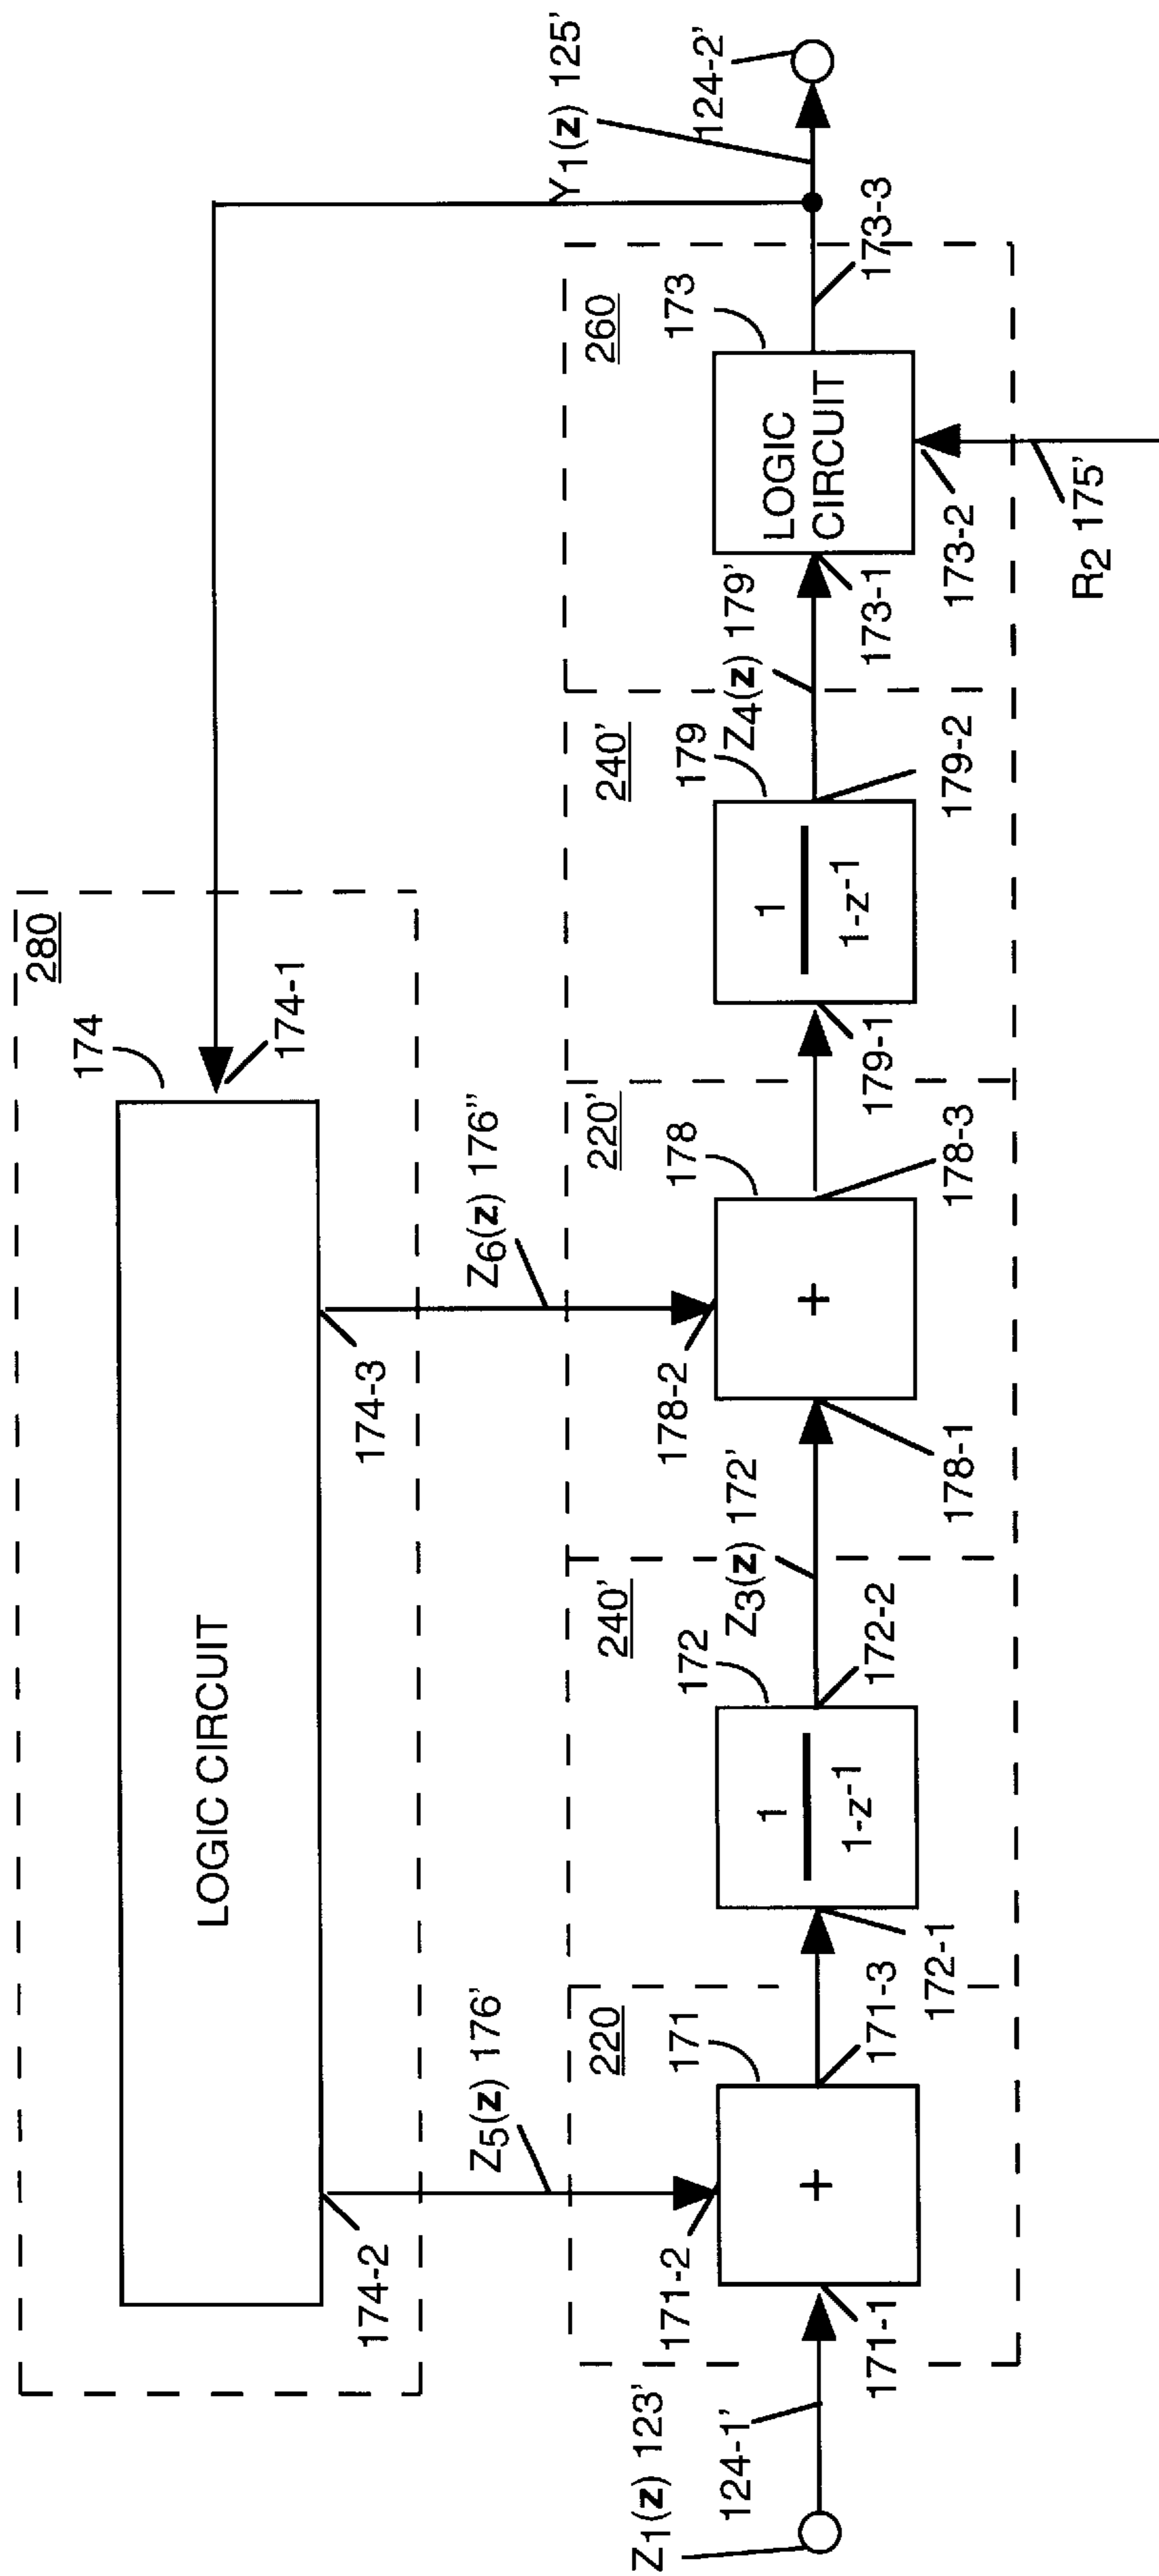 280
174
LOGIC CIRCUIT
174-1
174-2
174-3
Z5(z) 176'
Z6(z) 176''
Y1(z) 125'
Z1(z) 123'
124-1'
220
171
+
171-1
171-2
171-3
240'
172
1
1-z-1
172-1
172-2
Z3(z) 172'
220'
178
+
178-1
178-2
178-3
240'
179
1
1-z-1
179-1
179-2
Z4(z) 179'
260
173
LOGIC
CIRCUIT
173-1
173-2
173-3
R2 175'
124-2'